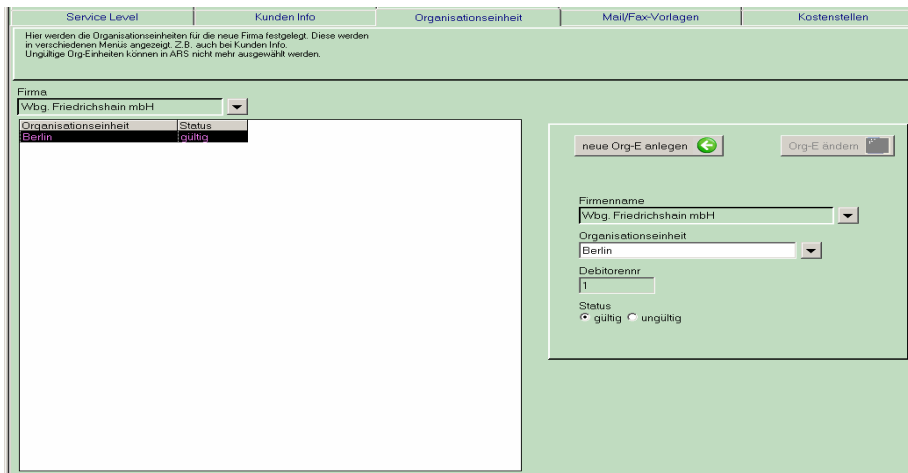 Service Level Kunden Info Organisationseinheit Mail/Fax-Vorlagen Kostenstellen
Hier werden die Organisationseinheiten für die neue Firma festgelegt. Diese werden
in verschiedenen Menüs angezeigt. Z.B. auch bei Kunden Info.
Ungültige Org-Einheiten können in ARS nicht mehr ausgewählt werden.
Firma
Wbg. Friedrichshain mbH
Organisationseinheit Status
Berlin gültig
neue Org-E anlegen Org-E ändern
Firmenname
Wbg. Friedrichshain mbH
Organisationseinheit
Berlin
Debitorennr
1
Status
gültig ungültig